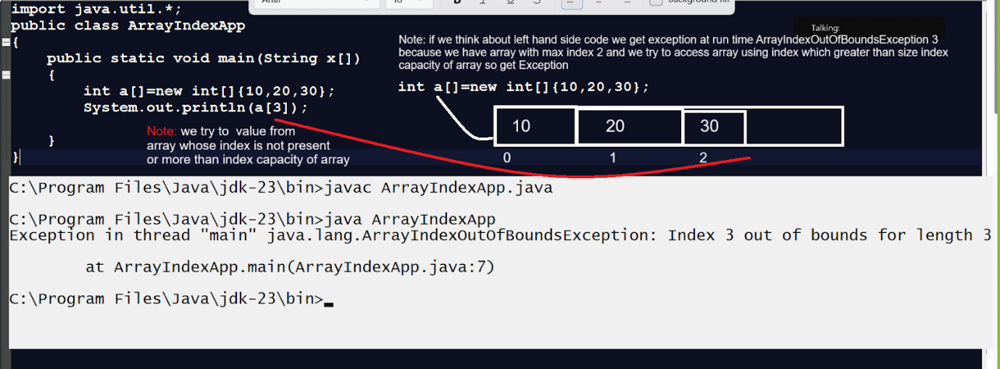 import java.util.*;
public class ArrayIndexApp
{
public static void main(String x[])
{
int a[]=new int[]{10,20,30};
System.out.println(a[3]);
Note: we try to value from
array whose index is not present
or more than index capacity of array
}
}
Talking:
Note: if we think about left hand side code we get exception at run time ArrayIndexOutOfBoundsException 3
because we have array with max index 2 and we try to access array using index which greater than size index
capacity of array so get Exception
int a[]=new int[]{10,20,30};
10 20 30
0 1 2
C:\Program Files\Java\jdk-23\bin>javac ArrayIndexApp.java
C:\Program Files\Java\jdk-23\bin>java ArrayIndexApp
Exception in thread "main" java.lang.ArrayIndexOutOfBoundsException: Index 3 out of bounds for length 3
at ArrayIndexApp.main(ArrayIndexApp.java:7)
C:\Program Files\Java\jdk-23\bin>